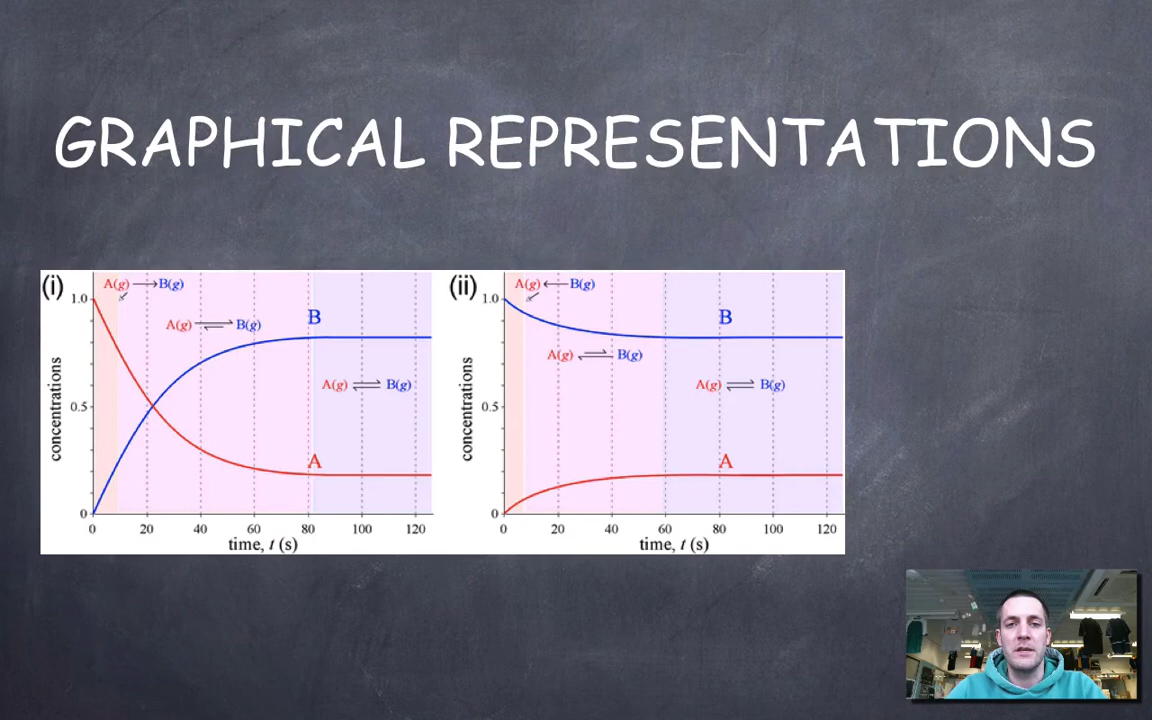 GRAPHICAL REPRESENTATIONS
(i)
A(g) ⟶ B(g)
1.0
B
A(g) ⇌ B(g)
A(g) ⇌ B(g)
concentrations
0.5
A
0
0 20 40 60 80 100 120
time, t (s)
(ii)
A(g) ⟵ B(g)
1.0
B
A(g) ⇌ B(g)
A(g) ⇌ B(g)
concentrations
0.5
A
0
0 20 40 60 80 100 120
time, t (s)